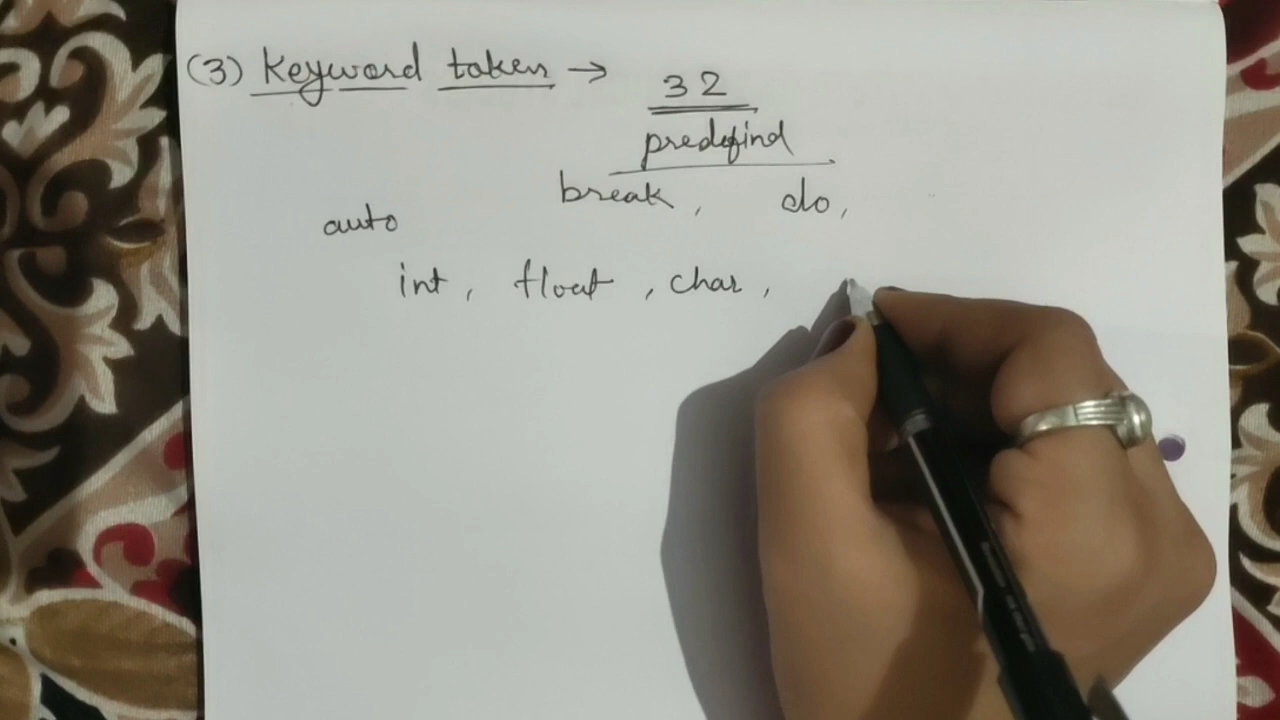 (3) Keyword token → 32
predefind
break, do,
auto
int, float, char,